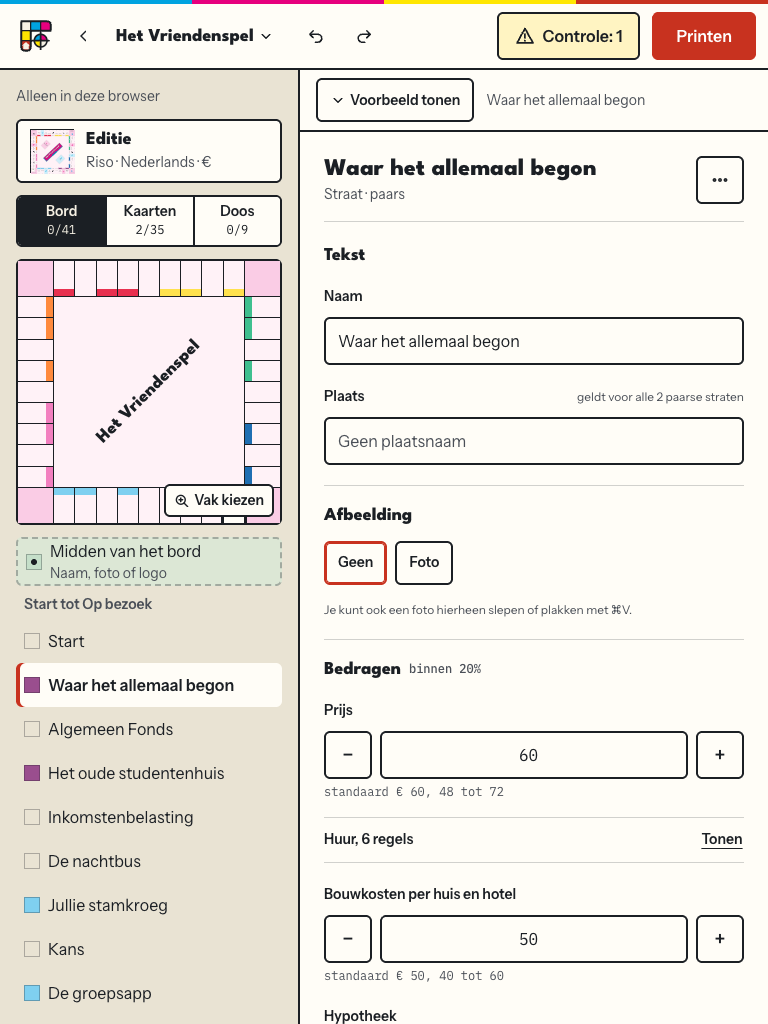 Het Vriendenspel
Controle: 1
Printen
Alleen in deze browser
Editie
Riso · Nederlands · €
Bord
0/41
Kaarten
2/35
Doos
0/9
Het Vriendenspel
Vak kiezen
Midden van het bord
Naam, foto of logo
Start tot Op bezoek
Start
Waar het allemaal begon
Algemeen Fonds
Het oude studentenhuis
Inkomstenbelasting
De nachtbus
Jullie stamkroeg
Kans
De groepsapp
Voorbeeld tonen
Waar het allemaal begon
Waar het allemaal begon
Straat · paars
Tekst
Naam
Waar het allemaal begon
Plaats
geldt voor alle 2 paarse straten
Geen plaatsnaam
Afbeelding
Geen
Foto
Je kunt ook een foto hierheen slepen of plakken met ⌘V.
Bedragen binnen 20%
Prijs
− 60 +
standaard € 60, 48 tot 72
Huur, 6 regels
Tonen
Bouwkosten per huis en hotel
− 50 +
standaard € 50, 40 tot 60
Hypotheek